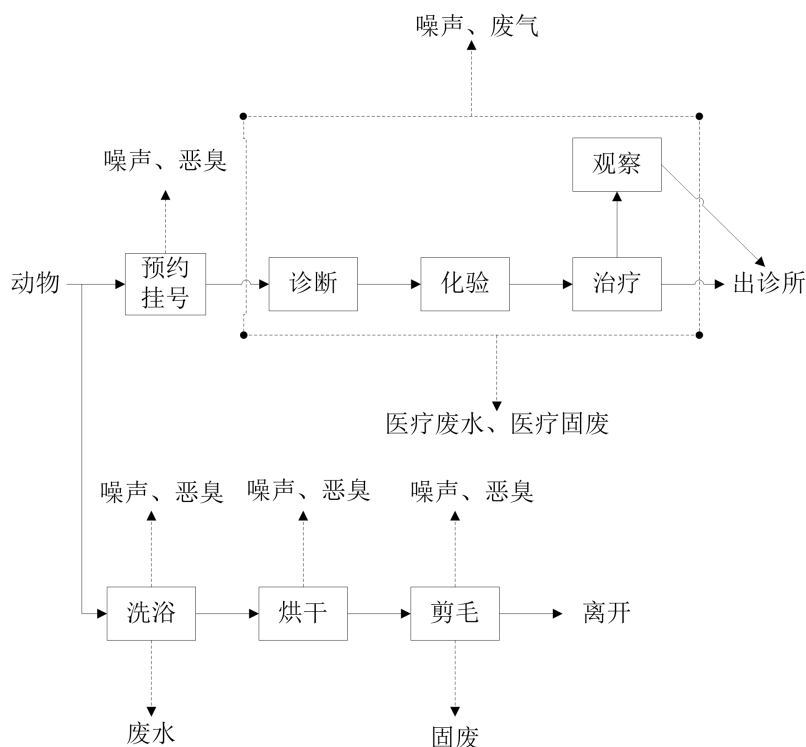 噪声、废气
噪声、恶臭
观察
动物
预约
挂号
诊断
化验
治疗
出诊所
医疗废水、医疗固废
噪声、恶臭
噪声、恶臭
噪声、恶臭
洗浴
烘干
剪毛
离开
废水
固废